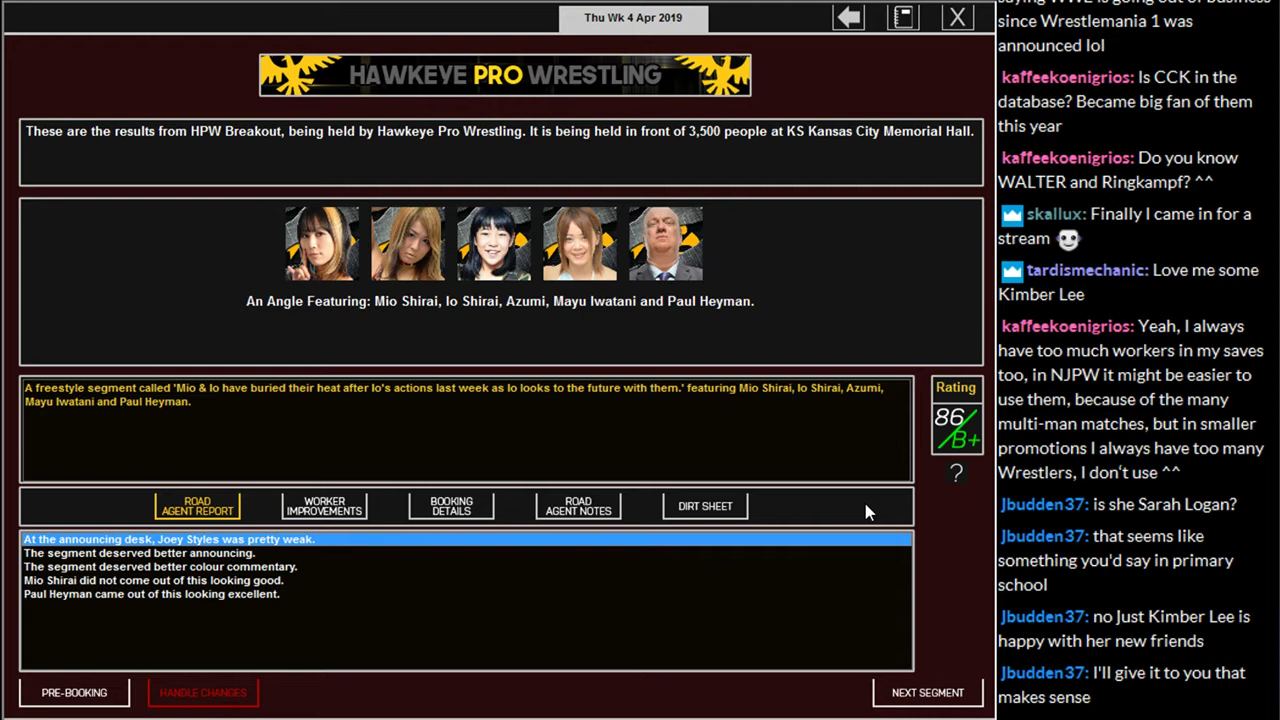 Thu Wk 4 Apr 2019
HAWKEYE PRO WRESTLING
These are the results from HPW Breakout, being held by Hawkeye Pro Wrestling. It is being held in front of 3,500 people at KS Kansas City Memorial Hall.
An Angle Featuring: Mio Shirai, Io Shirai, Azumi, Mayu Iwatani and Paul Heyman.
A freestyle segment called 'Mio & Io have buried their heat after Io's actions last week as Io looks to the future with them.' featuring Mio Shirai, Io Shirai, Azumi,
Mayu Iwatani and Paul Heyman.
Rating
86
B+
?
ROAD
AGENT REPORT
WORKER
IMPROVEMENTS
BOOKING
DETAILS
ROAD
AGENT NOTES
DIRT SHEET
At the announcing desk, Joey Styles was pretty weak.
The segment deserved better announcing.
The segment deserved better colour commentary.
Mio Shirai did not come out of this looking good.
Paul Heyman came out of this looking excellent.
PRE-BOOKING
HANDLE CHANGES
NEXT SEGMENT
since Wrestlemania 1 was
announced lol
kaffeekoenigrios: Is CCK in the
database? Became big fan of them
this year
kaffeekoenigrios: Do you know
WALTER and Ringkampf? ^^
skallux: Finally I came in for a
stream
tardismechanic: Love me some
Kimber Lee
kaffeekoenigrios: Yeah, I always
have too much workers in my saves
too, in NJPW it might be easier to
use them, because of the many
multi-man matches, but in smaller
promotions I always have too many
Wrestlers, I don't use ^^
Jbudden37: is she Sarah Logan?
Jbudden37: that seems like
something you'd say in primary
school
Jbudden37: no Just Kimber Lee is
happy with her new friends
Jbudden37: I'll give it to you that
makes sense